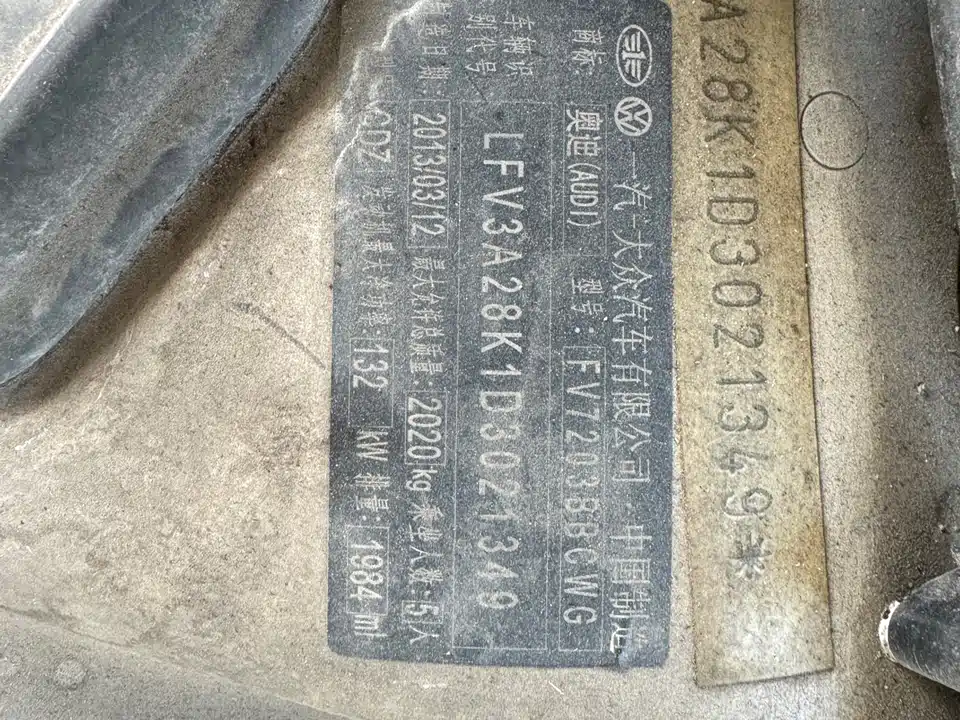 A28K1D3021349*
一汽-大众汽车有限公司 中国制造
商标: 奥迪(AUDI) 型号: FV7203BBCWG
车辆识别代号 LFV3A28K1D3021349
制造日期: 2013/03/12 最大允许总质量: 2020kg 乘坐人数: 5人
CDZ 发动机最大净功率: 132 kW 排量: 1984ml